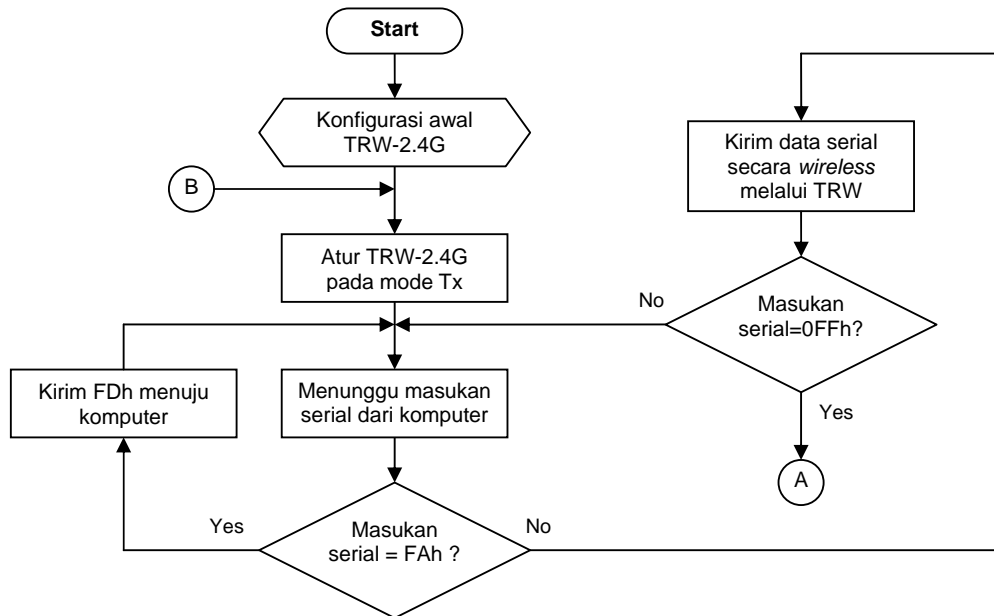 Start
Konfigurasi awal
TRW-2.4G
B
Atur TRW-2.4G
pada mode Tx
Kirim FDh menuju
komputer
Menunggu masukan
serial dari komputer
Yes
Masukan
serial = FAh ?
No
Kirim data serial
secara wireless
melalui TRW
No
Masukan
serial=0FFh?
Yes
A